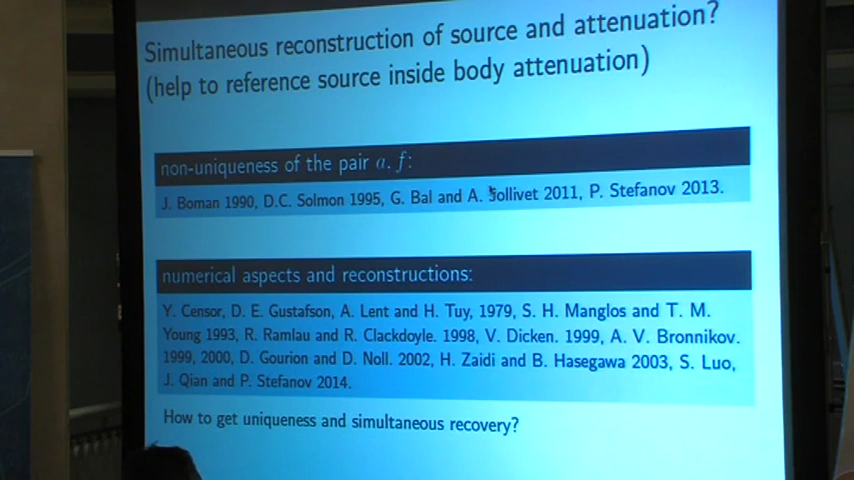 Simultaneous reconstruction of source and attenuation?
(help to reference source inside body attenuation)
non-uniqueness of the pair a, f:
J. Boman 1990, D.C. Solmon 1995, G. Bal and A. Jollivet 2011, P. Stefanov 2013.
numerical aspects and reconstructions:
Y. Censor, D. E. Gustafson, A. Lent and H. Tuy, 1979, S. H. Manglos and T. M.
Young 1993, R. Ramlau and R. Clackdoyle. 1998, V. Dicken. 1999, A. V. Bronnikov.
1999, 2000, D. Gourion and D. Noll. 2002, H. Zaidi and B. Hasegawa 2003, S. Luo,
J. Qian and P. Stefanov 2014.
How to get uniqueness and simultaneous recovery?